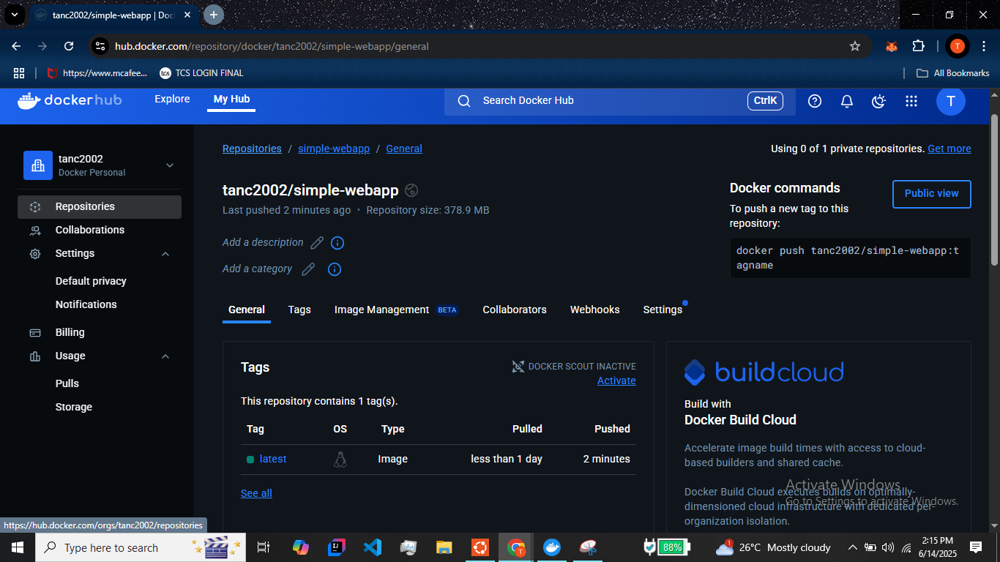 tanc2002/simple-webapp | Doc
hub.docker.com/repository/docker/tanc2002/simple-webapp/general
https://www.mcafee...
tcs TCS LOGIN FINAL
All Bookmarks
T
dockerhub
Explore
My Hub
Search Docker Hub
CtrlK
T
tanc2002
Docker Personal
Repositories
Collaborations
Settings
Default privacy
Notifications
Billing
Usage
Pulls
Storage
Repositories / simple-webapp / General
Using 0 of 1 private repositories. Get more
tanc2002/simple-webapp
Last pushed 2 minutes ago • Repository size: 378.9 MB
Add a description
Add a category
Docker commands
Public view
To push a new tag to this
repository:
docker push tanc2002/simple-webapp:t
agname
General
Tags
Image Management BETA
Collaborators
Webhooks
Settings
Tags
DOCKER SCOUT INACTIVE
Activate
This repository contains 1 tag(s).
Tag OS Type Pulled Pushed
latest Image less than 1 day 2 minutes
See all
buildcloud
Build with
Docker Build Cloud
Accelerate image build times with access to cloud-
based builders and shared cache.
Docker Build Cloud executes builds on optimally-
dimensioned cloud infrastructure with dedicated per-
organization isolation.
Activate Windows
Go to Settings to activate Windows.
https://hub.docker.com/orgs/tanc2002/repositories
Type here to search
T
88%
1
26°C Mostly cloudy
2:15 PM
6/14/2025